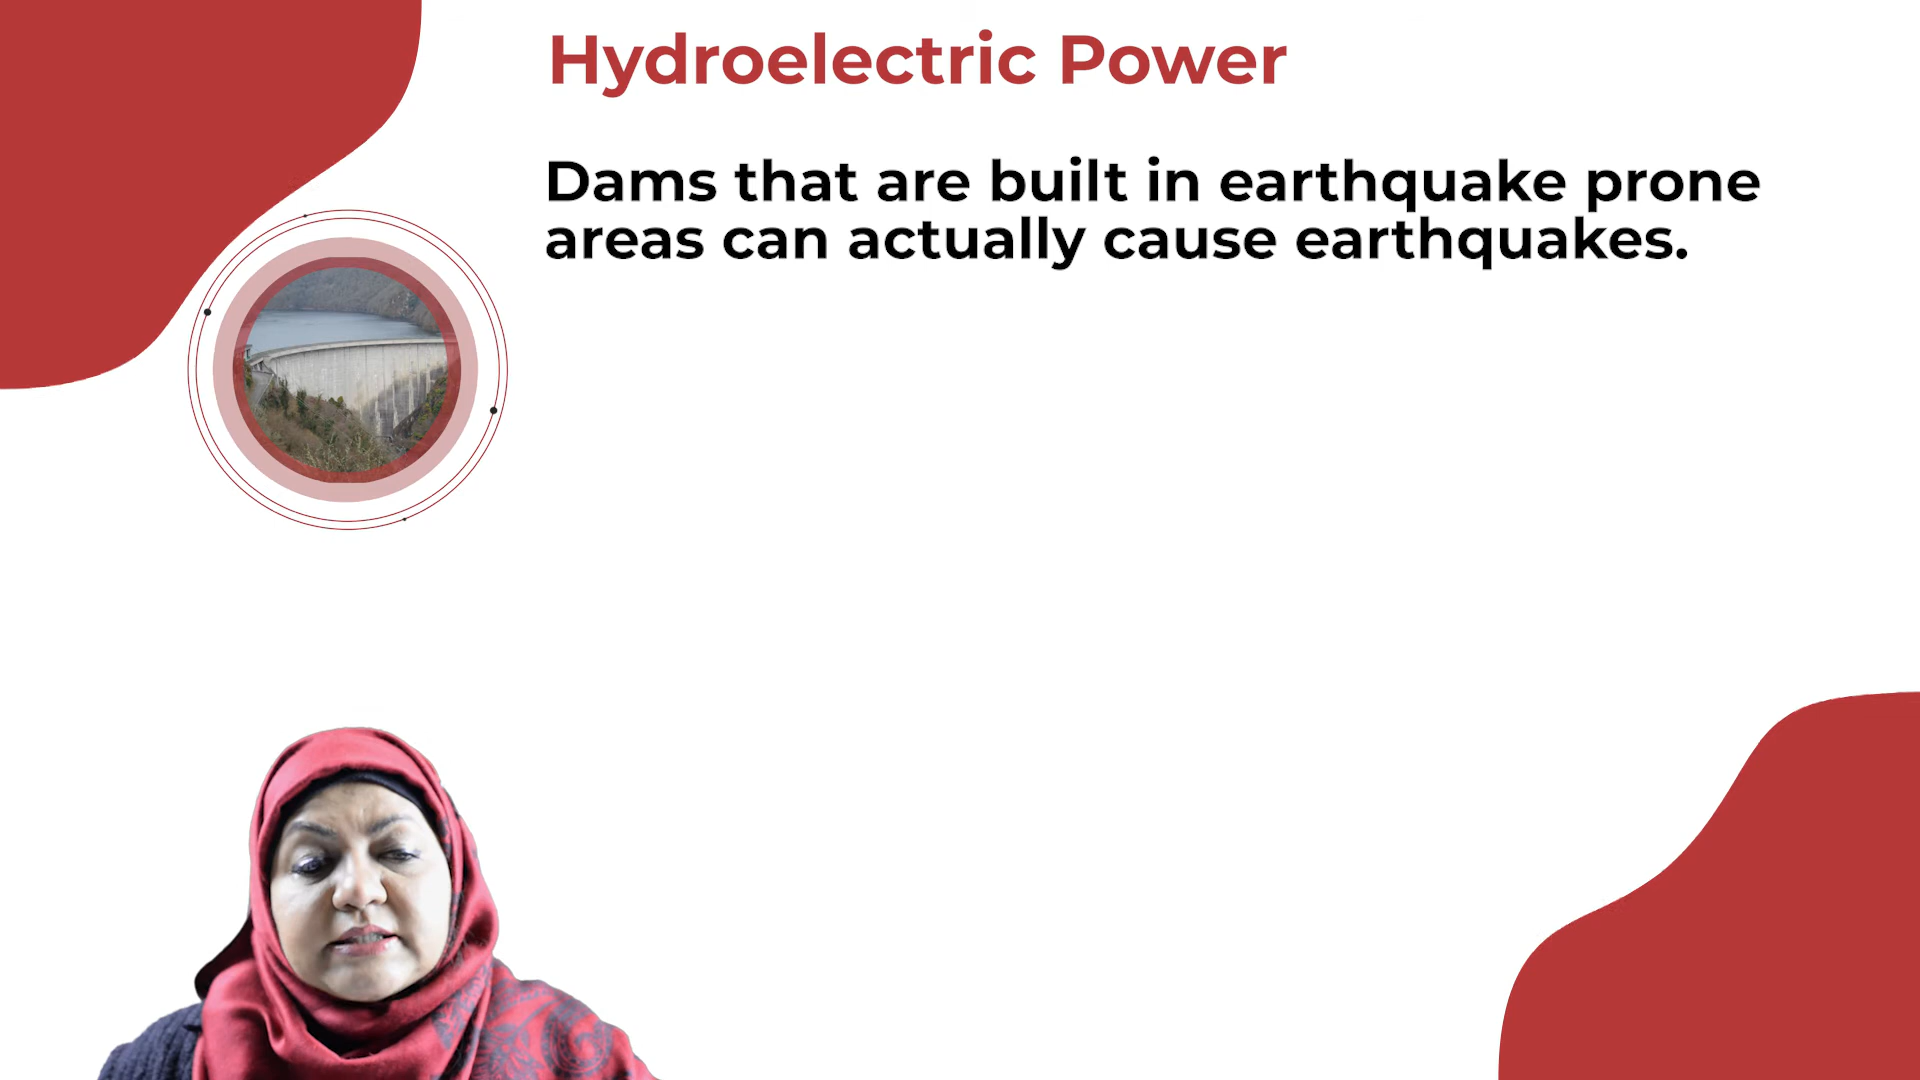 Hydroelectric Power
Dams that are built in earthquake prone
areas can actually cause earthquakes.